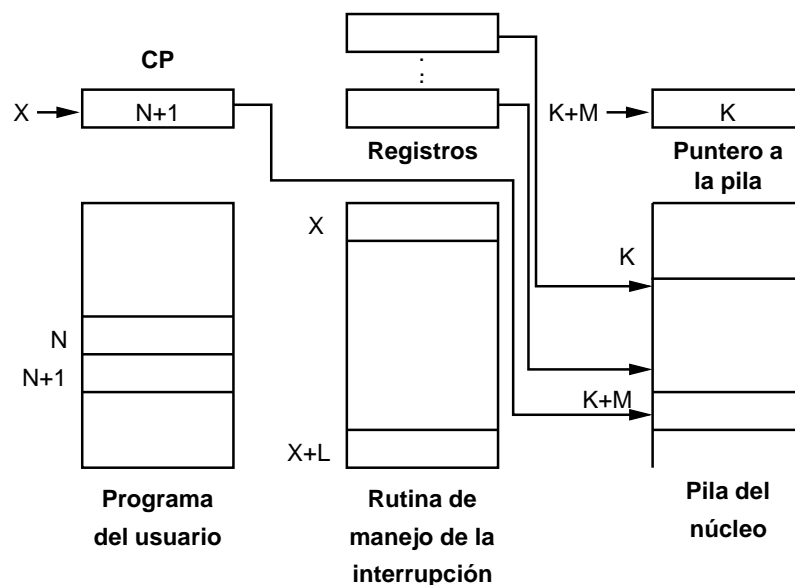 CP
X
N+1
:
Registros
K+M
K
Puntero a
la pila
X
K
N
N+1
K+M
X+L
Programa
del usuario
Rutina de
manejo de la
interrupción
Pila del
núcleo